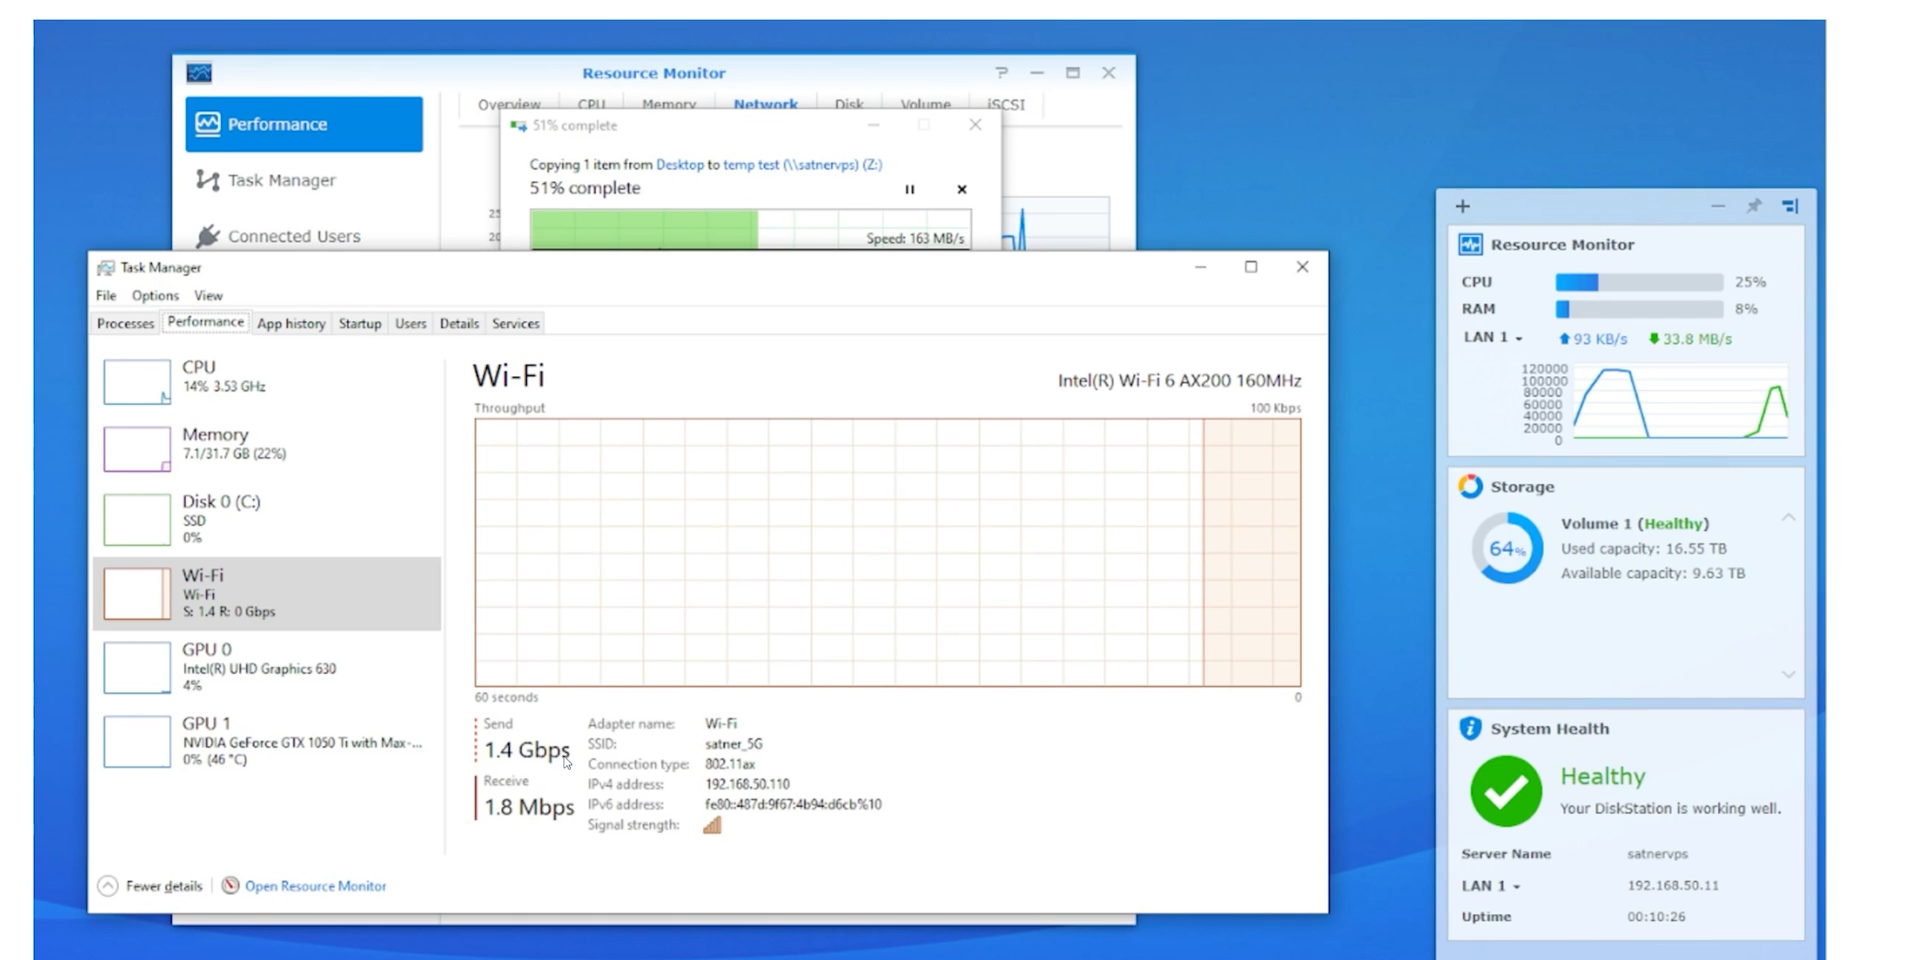 Resource Monitor
Performance
Task Manager
Connected Users
Overview CPU Memory Network Disk Volume iSCSI
51% complete
Copying 1 item from Desktop to temp test (\\satnervps) (Z:)
51% complete
25
20
Speed: 163 MB/s
Task Manager
File Options View
Processes Performance App history Startup Users Details Services
CPU
14% 3.53 GHz
Memory
7.1/31.7 GB (22%)
Disk 0 (C:)
SSD
0%
Wi-Fi
Wi-Fi
S: 1.4 R: 0 Gbps
GPU 0
Intel(R) UHD Graphics 630
4%
GPU 1
NVIDIA GeForce GTX 1050 Ti with Max-...
0% (46 °C)
Wi-Fi
Intel(R) Wi-Fi 6 AX200 160MHz
Throughput
100 Kbps
60 seconds
0
Send
1.4 Gbps
Receive
1.8 Mbps
Adapter name: Wi-Fi
SSID: satner_5G
Connection type: 802.11ax
IPv4 address: 192.168.50.110
IPv6 address: fe80::487d:9f67:4b94:d6cb%10
Signal strength:
Fewer details
Open Resource Monitor
Resource Monitor
CPU 25%
RAM 8%
LAN 1 93 KB/s 33.8 MB/s
120000
100000
80000
60000
40000
20000
0
Storage
64%
Volume 1 (Healthy)
Used capacity: 16.55 TB
Available capacity: 9.63 TB
System Health
Healthy
Your DiskStation is working well.
Server Name satnervps
LAN 1 192.168.50.11
Uptime 00:10:26